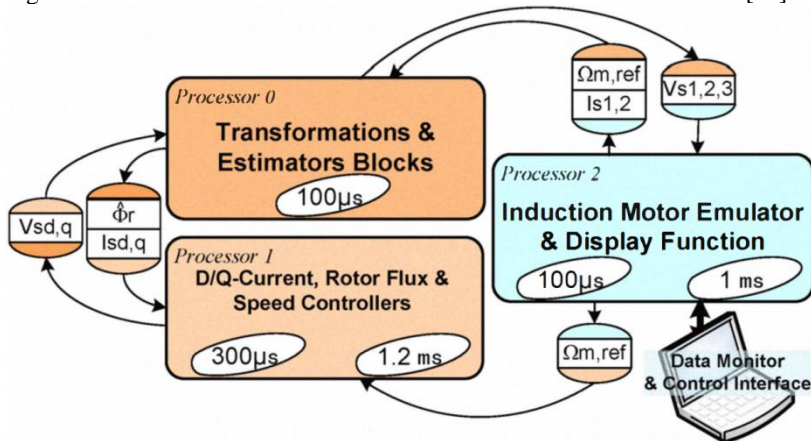 Processor 0
Transformations &
Estimators Blocks
100µs
Ωm,ref
Is1,2
Vs1,2,3
Processor 2
Induction Motor Emulator
& Display Function
100µs
1 ms
Vsd,q
Φ̂r
Isd,q
Processor 1
D/Q-Current, Rotor Flux &
Speed Controllers
300µs
1.2 ms
Ωm,ref
Data Monitor
& Control Interface